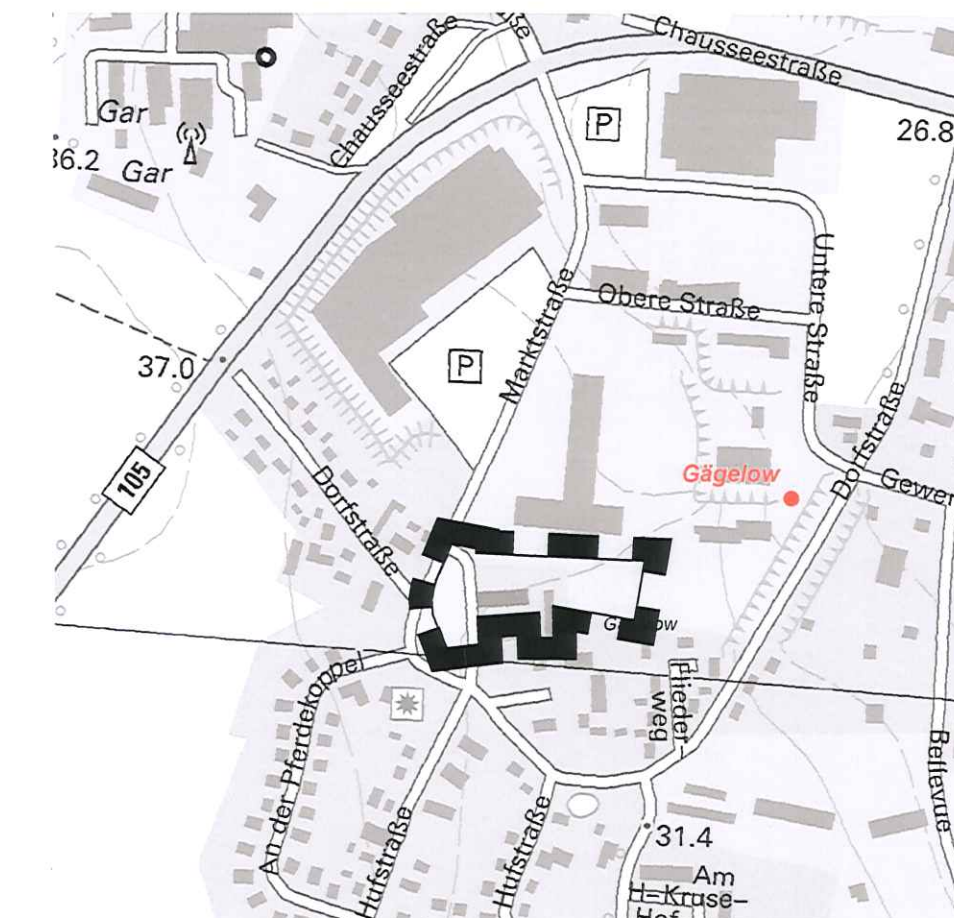 Chausseestraße
Chausseestraße
Gar
Gar
36.2
P
26.8
Untere Straße
Obere Straße
Marktstraße
P
37.0
105
Dorfstraße
Dorfstraße
Gägelow
An der Pferdekoppel
Flieder-
weg
Bellevue
Hufstraße
Hufstraße
31.4
Am
H-Kruse-
Hof